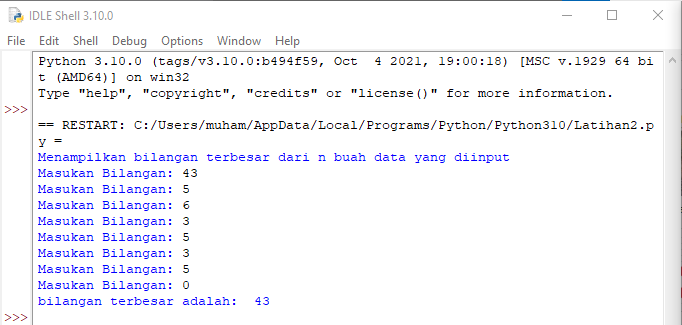 IDLE Shell 3.10.0
File Edit Shell Debug Options Window Help
Python 3.10.0 (tags/v3.10.0:b494f59, Oct  4 2021, 19:00:18) [MSC v.1929 64 bi
t (AMD64)] on win32
Type "help", "copyright", "credits" or "license()" for more information.
>>>
== RESTART: C:/Users/muham/AppData/Local/Programs/Python/Python310/Latihan2.p
y =
Menampilkan bilangan terbesar dari n buah data yang diinput
Masukan Bilangan: 43
Masukan Bilangan: 5
Masukan Bilangan: 6
Masukan Bilangan: 3
Masukan Bilangan: 5
Masukan Bilangan: 3
Masukan Bilangan: 5
Masukan Bilangan: 0
bilangan terbesar adalah:  43
>>>